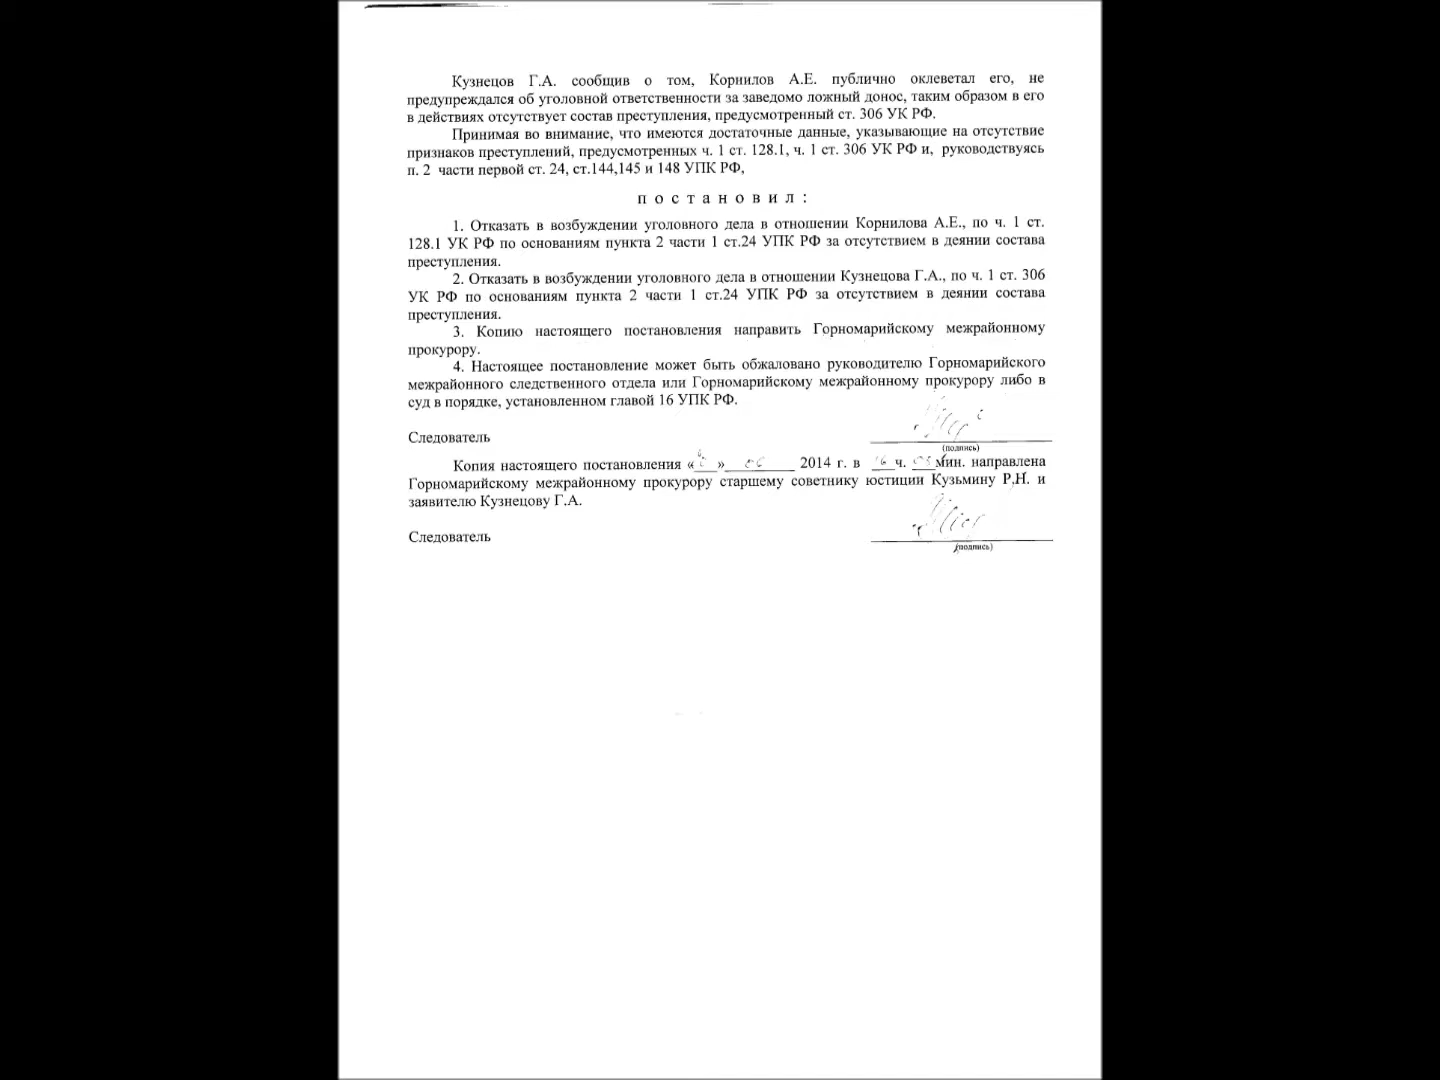 Кузнецов Г.А. сообщив о том, Корнилов А.Е. публично оклеветал его, не
предупреждался об уголовной ответственности за заведомо ложный донос, таким образом в его
в действиях отсутствует состав преступления, предусмотренный ст. 306 УК РФ.
Принимая во внимание, что имеются достаточные данные, указывающие на отсутствие
признаков преступлений, предусмотренных ч. 1 ст. 128.1, ч. 1 ст. 306 УК РФ и, руководствуясь
п. 2 части первой ст. 24, ст.144,145 и 148 УПК РФ,
п о с т а н о в и л :
1. Отказать в возбуждении уголовного дела в отношении Корнилова А.Е., по ч. 1 ст.
128.1 УК РФ по основаниям пункта 2 части 1 ст.24 УПК РФ за отсутствием в деянии состава
преступления.
2. Отказать в возбуждении уголовного дела в отношении Кузнецова Г.А., по ч. 1 ст. 306
УК РФ по основаниям пункта 2 части 1 ст.24 УПК РФ за отсутствием в деянии состава
преступления.
3. Копию настоящего постановления направить Горномарийскому межрайонному
прокурору.
4. Настоящее постановление может быть обжаловано руководителю Горномарийского
межрайонного следственного отдела или Горномарийскому межрайонному прокурору либо в
суд в порядке, установленном главой 16 УПК РФ.
Следователь
(подпись)
Копия настоящего постановления « » 06 2014 г. в 16 ч. мин. направлена
Горномарийскому межрайонному прокурору старшему советнику юстиции Кузьмину Р.Н. и
заявителю Кузнецову Г.А.
Следователь
(подпись)